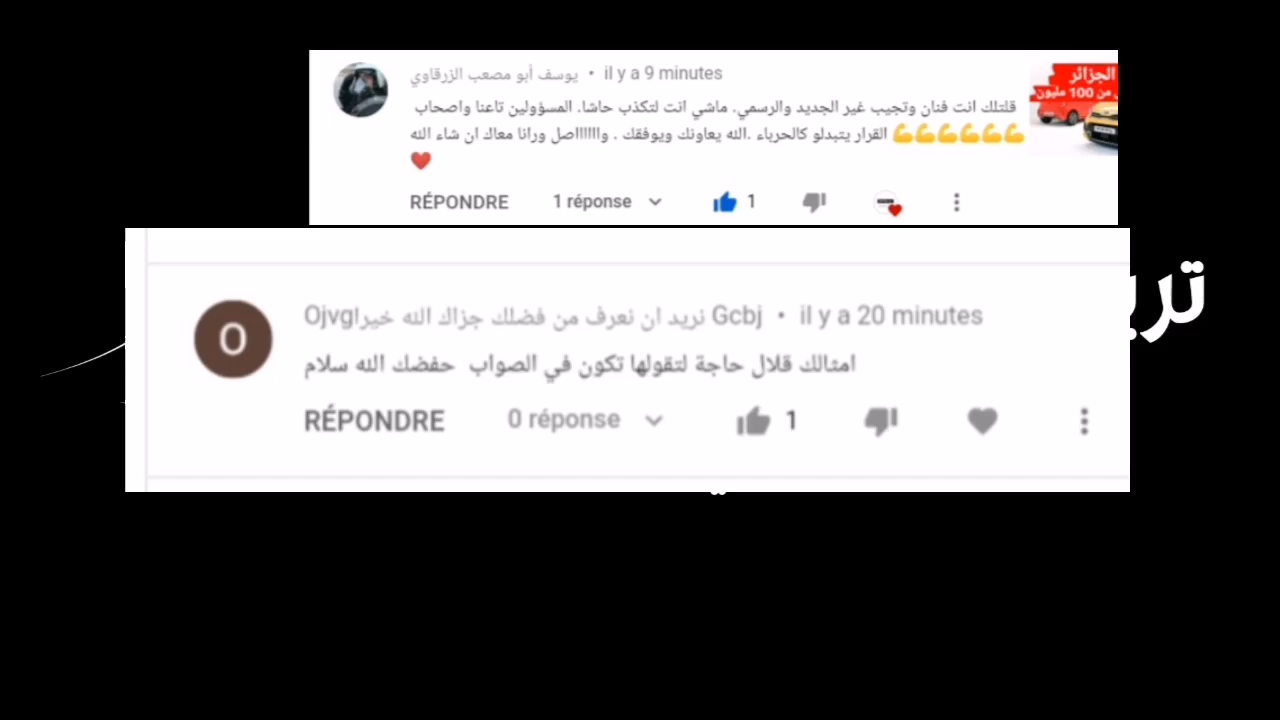 يوسف أبو مصعب الزرقاوي • il y a 9 minutes
قلتلك انت فنان وتجيب غير الجديد والرسمي. ماشي انت لتكذب حاشا. المسؤولين تاعنا واصحاب
القرار يتبدلو كالحرباء .الله يعاونك ويوفقك . واااااااصل ورانا معاك ان شاء الله 💪💪💪💪💪💪
❤️
RÉPONDRE 1 réponse 1
الجزائر
من 100 مليون
Ojvgنريد ان نعرف من فضلك جزاك الله خيرا Gcbj • il y a 20 minutes
امثالك قلال حاجة لتقولها تكون في الصواب حفضك الله سلام
RÉPONDRE 0 réponse 1
O